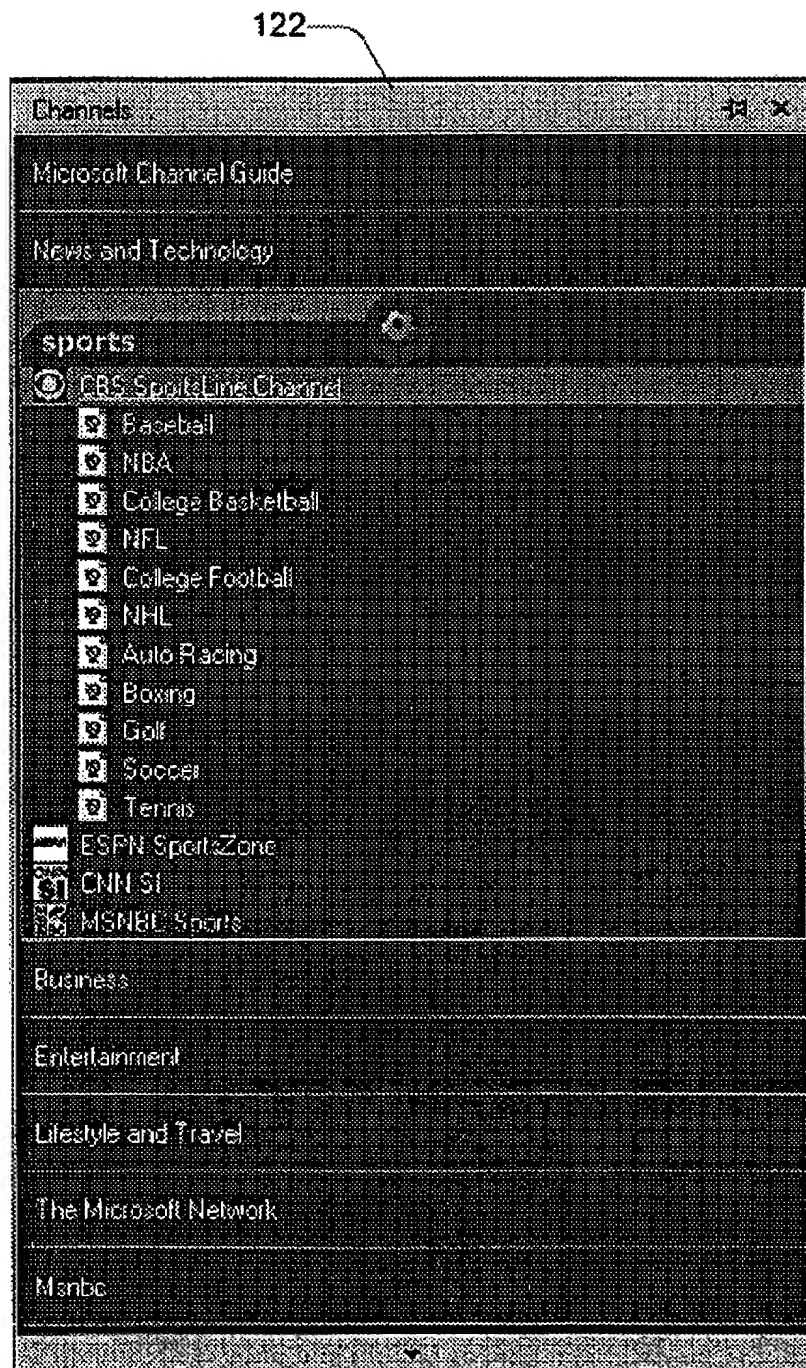 122
Channels
Microsoft Channel Guide
News and Technology
sports
CBS SportsLine Channel
Baseball
NBA
College Basketball
NFL
College Football
NHL
Auto Racing
Boxing
Golf
Soccer
Tennis
ESPN SportsZone
CNN SI
MSNBC Sports
Business
Entertainment
Lifestyle and Travel
The Microsoft Network
Msnbc